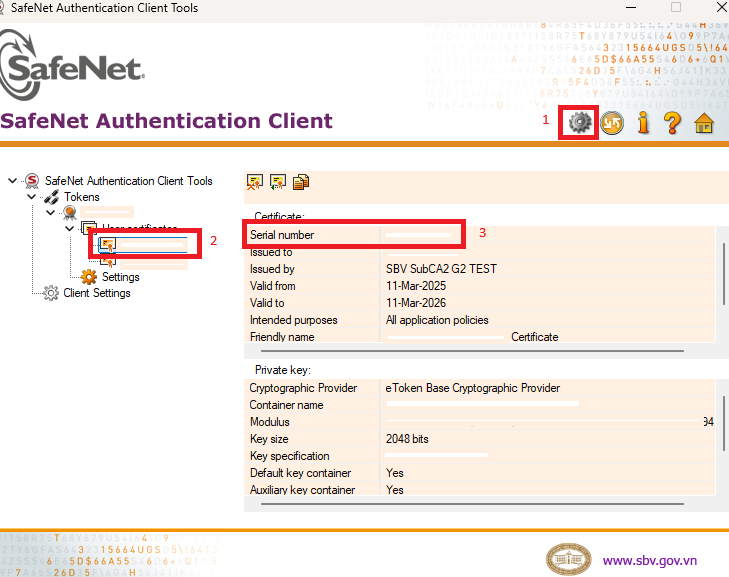 SafeNet Authentication Client Tools
SafeNet.
SafeNet Authentication Client
1
SafeNet Authentication Client Tools
Tokens
User certificates
2
Settings
Client Settings
Certificate:
Serial number
3
Issued to
Issued by SBV SubCA2 G2 TEST
Valid from 11-Mar-2025
Valid to 11-Mar-2026
Intended purposes All application policies
Friendly name Certificate
Private key:
Cryptographic Provider eToken Base Cryptographic Provider
Container name
Modulus 94
Key size 2048 bits
Key specification
Default key container Yes
Auxiliary key container Yes
www.sbv.gov.vn